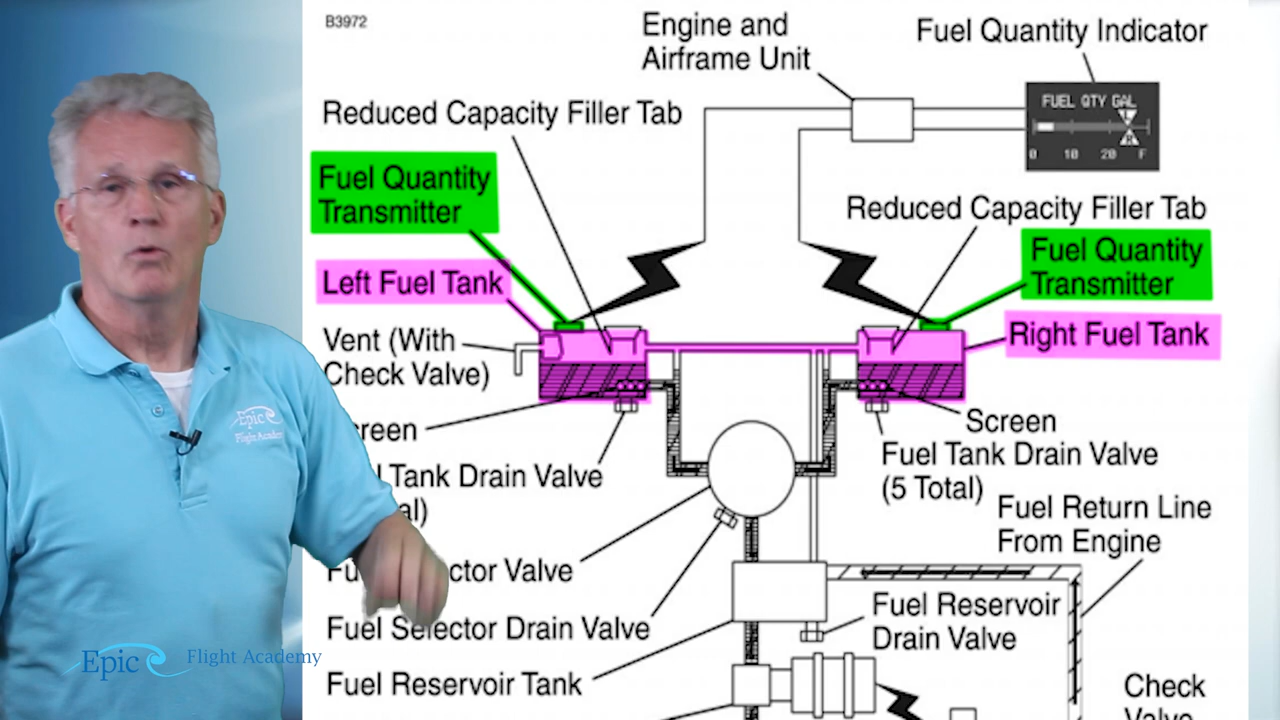 B3972
Engine and
Airframe Unit
Fuel Quantity Indicator
FUEL QTY GAL
L
R
0 10 20 F
Reduced Capacity Filler Tab
Fuel Quantity
Transmitter
Reduced Capacity Filler Tab
Fuel Quantity
Transmitter
Left Fuel Tank
Right Fuel Tank
Vent (With
Check Valve)
Screen
Tank Drain Valve
Fuel Tank Drain Valve
(5 Total)
Fuel Return Line
From Engine
Valve
Fuel Selector Drain Valve
Fuel Reservoir
Drain Valve
Fuel Reservoir Tank
Check
Valve
Epic
Flight Academy
Epic Flight Academy